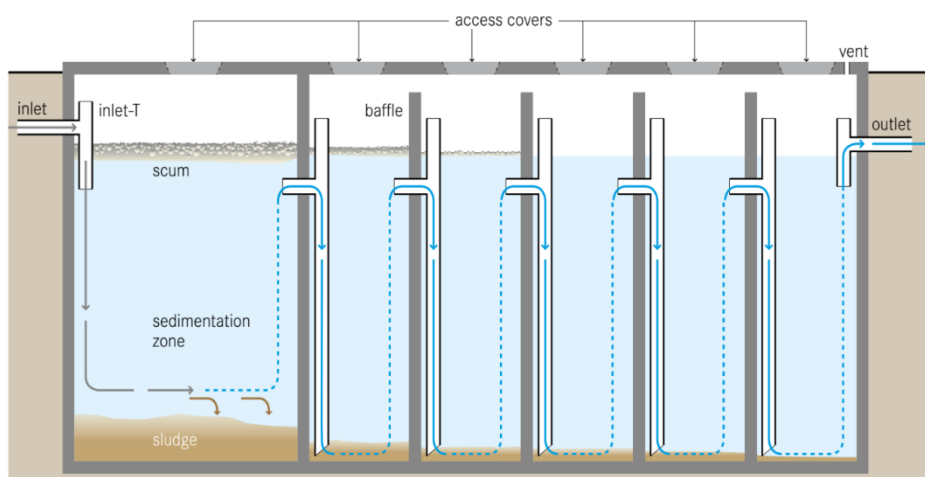 access covers
vent
inlet
inlet-T
baffle
outlet
scum
sedimentation
zone
sludge